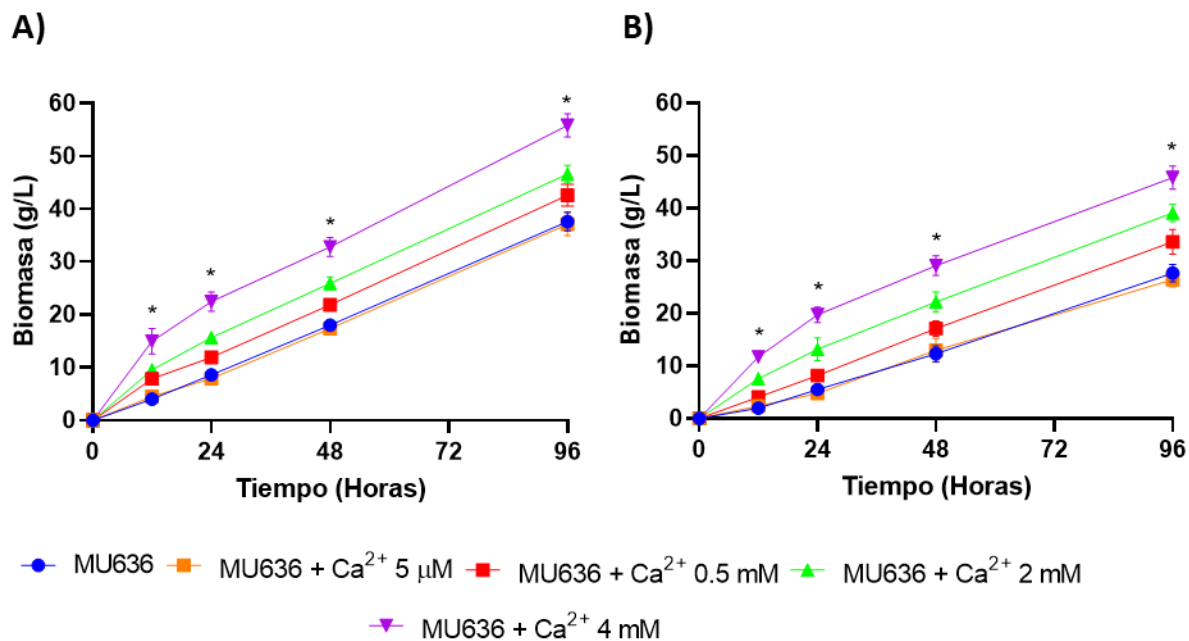 A)
B)
Biomasa (g/L)
60
50
40
30
20
10
0
* * * *
0 24 48 72 96
Tiempo (Horas)
Biomasa (g/L)
60
50
40
30
20
10
0
* * * *
0 24 48 72 96
Tiempo (Horas)
MU636 MU636 + Ca²⁺ 5 μM MU636 + Ca²⁺ 0.5 mM MU636 + Ca²⁺ 2 mM
MU636 + Ca²⁺ 4 mM